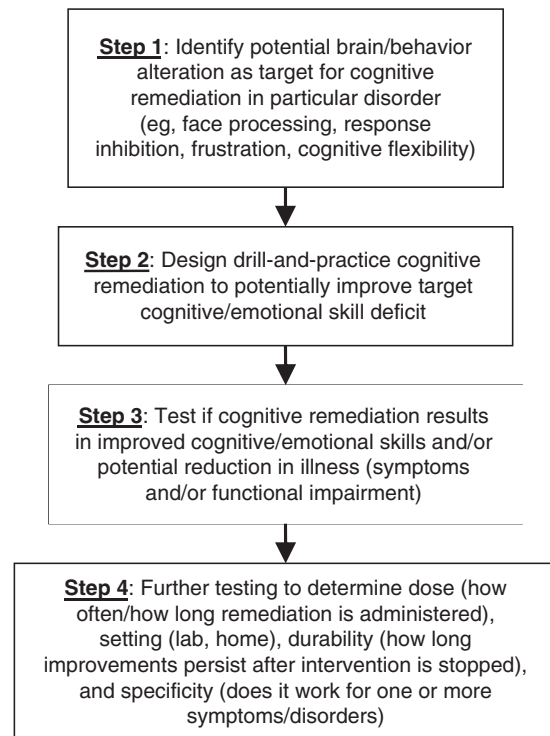 Step 1: Identify potential brain/behavior
alteration as target for cognitive
remediation in particular disorder
(eg, face processing, response
inhibition, frustration, cognitive flexibility)
Step 2: Design drill-and-practice cognitive
remediation to potentially improve target
cognitive/emotional skill deficit
Step 3: Test if cognitive remediation results
in improved cognitive/emotional skills and/or
potential reduction in illness (symptoms
and/or functional impairment)
Step 4: Further testing to determine dose (how
often/how long remediation is administered),
setting (lab, home), durability (how long
improvements persist after intervention is stopped),
and specificity (does it work for one or more
symptoms/disorders)